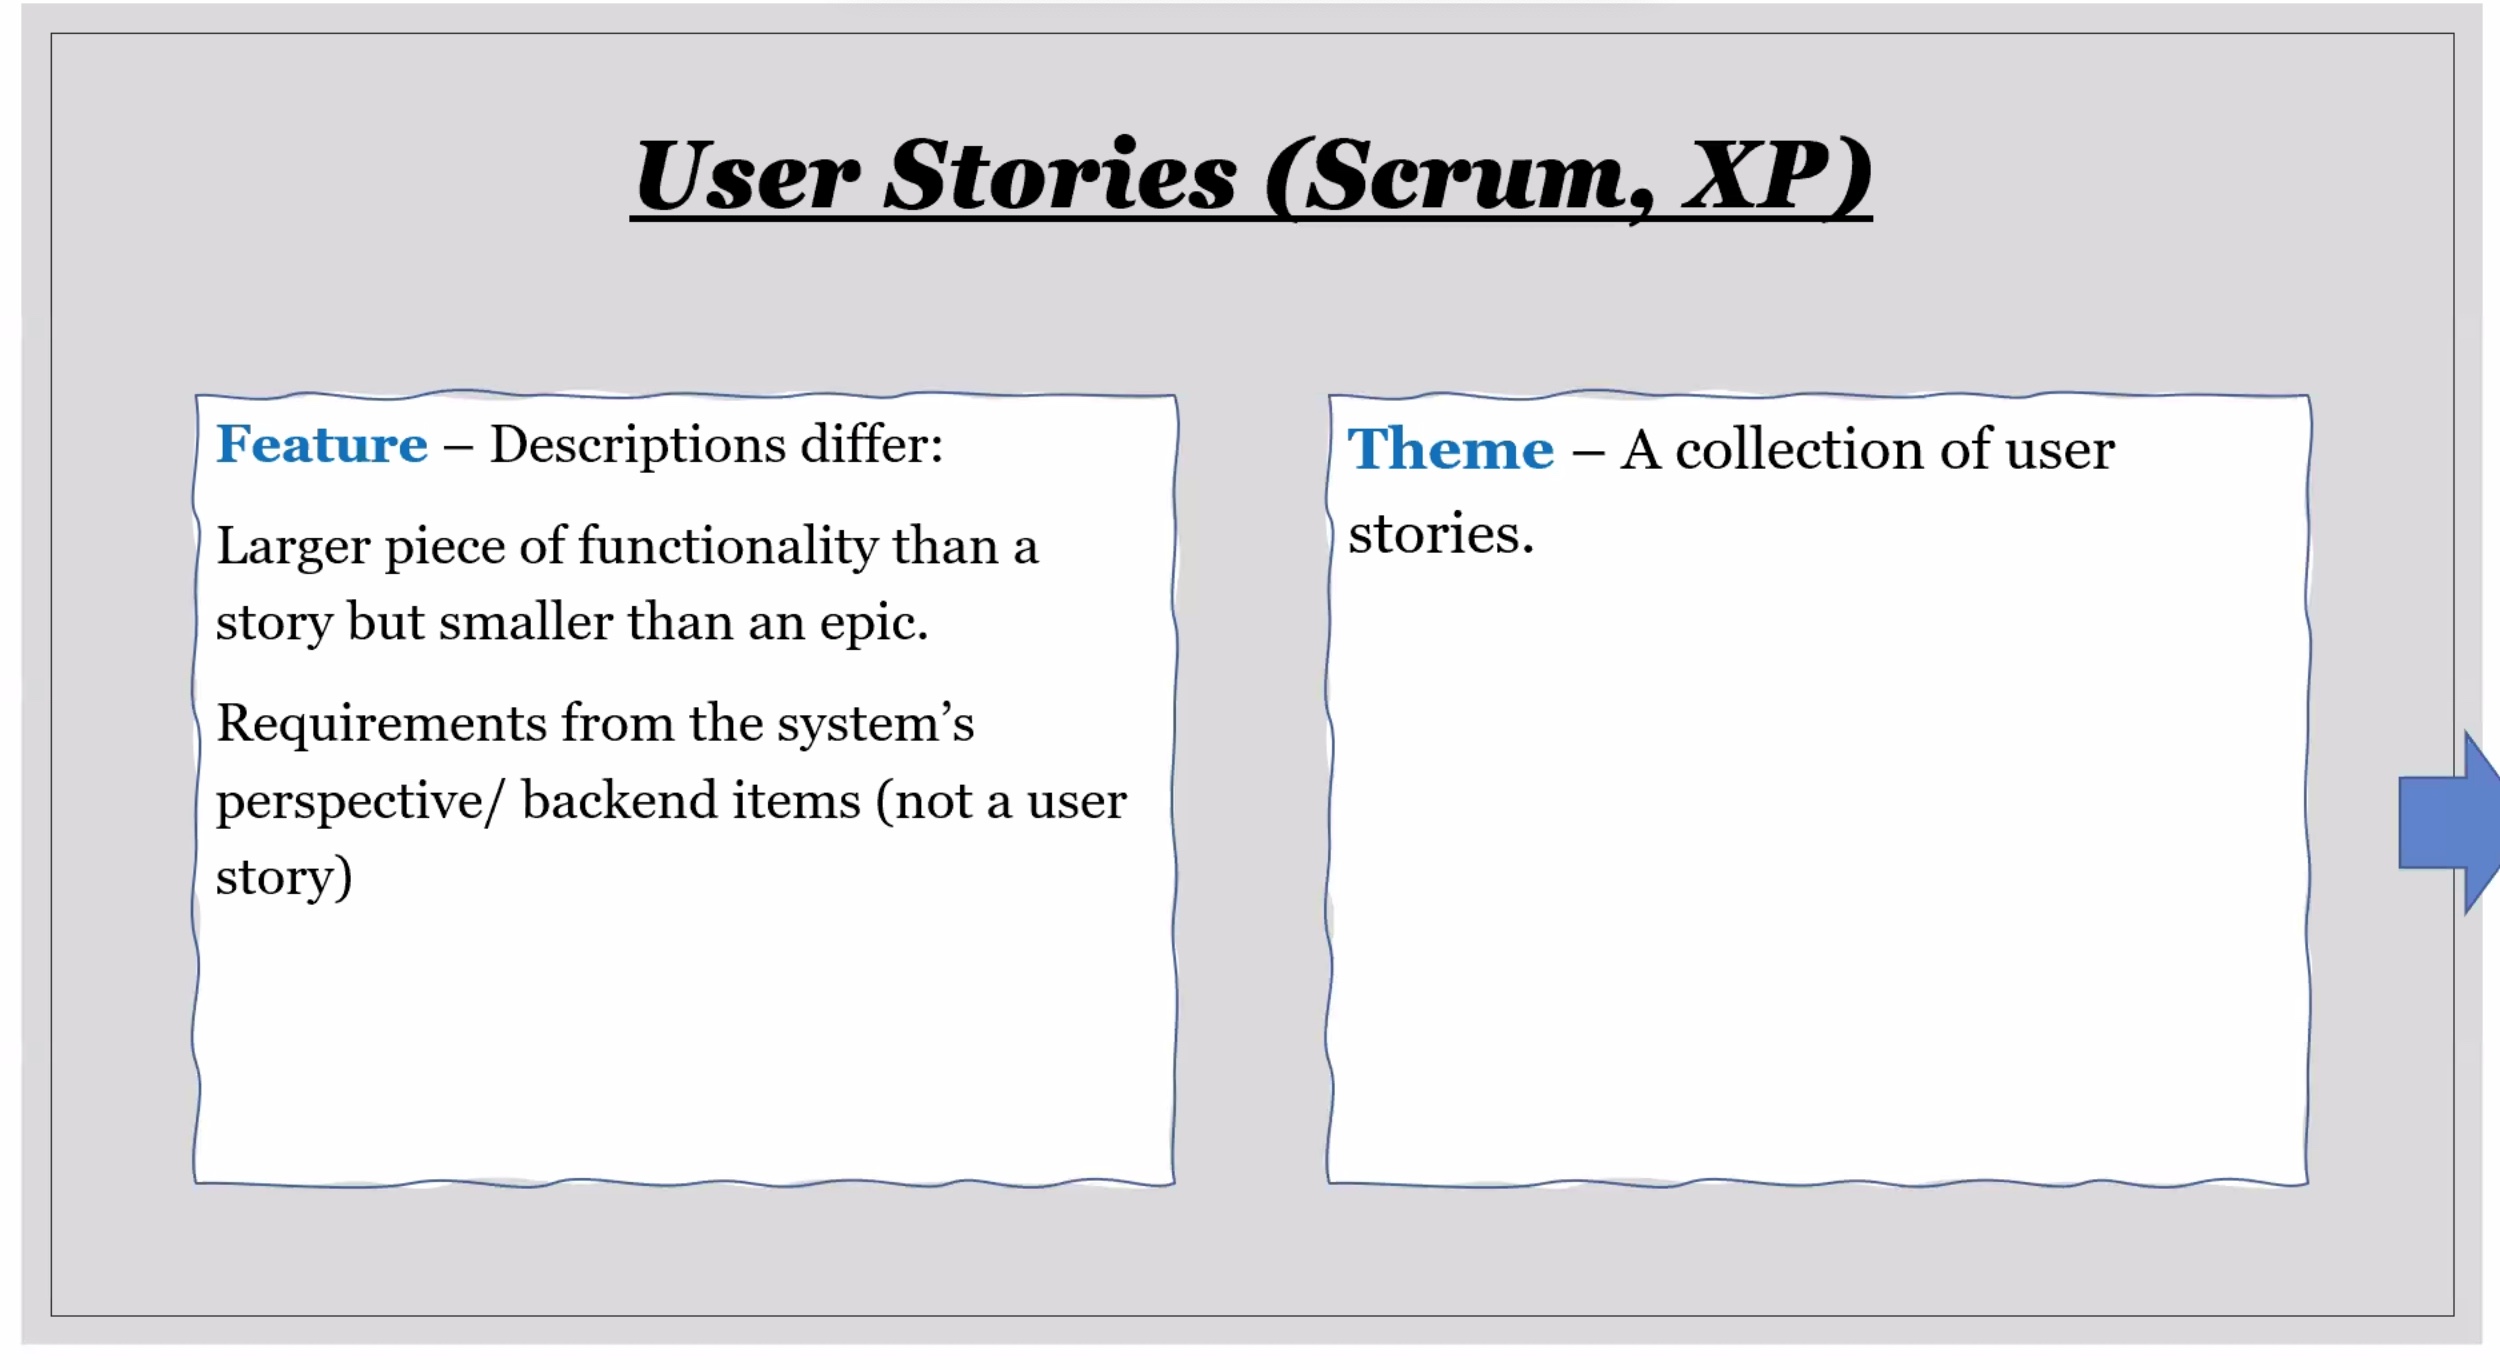 User Stories (Scrum, XP)
Feature – Descriptions differ:
Larger piece of functionality than a
story but smaller than an epic.
Requirements from the system’s
perspective/ backend items (not a user
story)
Theme – A collection of user
stories.